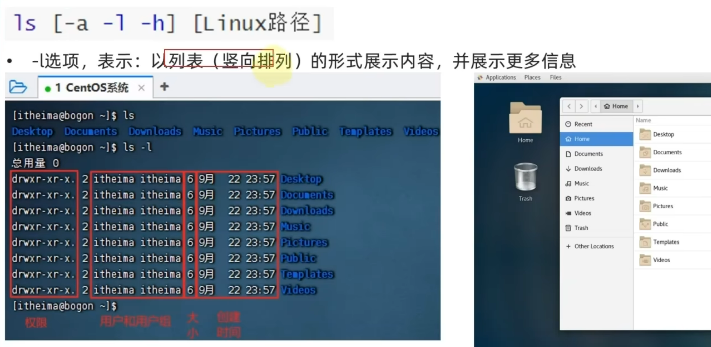 ls [-a -l -h] [Linux路径]
• -l选项，表示：以列表（竖向排列）的形式展示内容，并展示更多信息
1 CentOS系统 × +
[itheima@bogon ~]$ ls
Desktop Documents Downloads Music Pictures Public Templates Videos
[itheima@bogon ~]$ ls -l
总用量 0
drwxr-xr-x. 2 itheima itheima 6 9月 22 23:57 Desktop
drwxr-xr-x. 2 itheima itheima 6 9月 22 23:57 Documents
drwxr-xr-x. 2 itheima itheima 6 9月 22 23:57 Downloads
drwxr-xr-x. 2 itheima itheima 6 9月 22 23:57 Music
drwxr-xr-x. 2 itheima itheima 6 9月 22 23:57 Pictures
drwxr-xr-x. 2 itheima itheima 6 9月 22 23:57 Public
drwxr-xr-x. 2 itheima itheima 6 9月 22 23:57 Templates
drwxr-xr-x. 2 itheima itheima 6 9月 22 23:57 Videos
[itheima@bogon ~]$
权限 用户和用户组 大小 创建时间
Applications Places Files
Home
Trash
Home
Recent
Home
Documents
Downloads
Music
Pictures
Videos
Trash
+ Other Locations
Name
Desktop
Documents
Downloads
Music
Pictures
Public
Templates
Videos